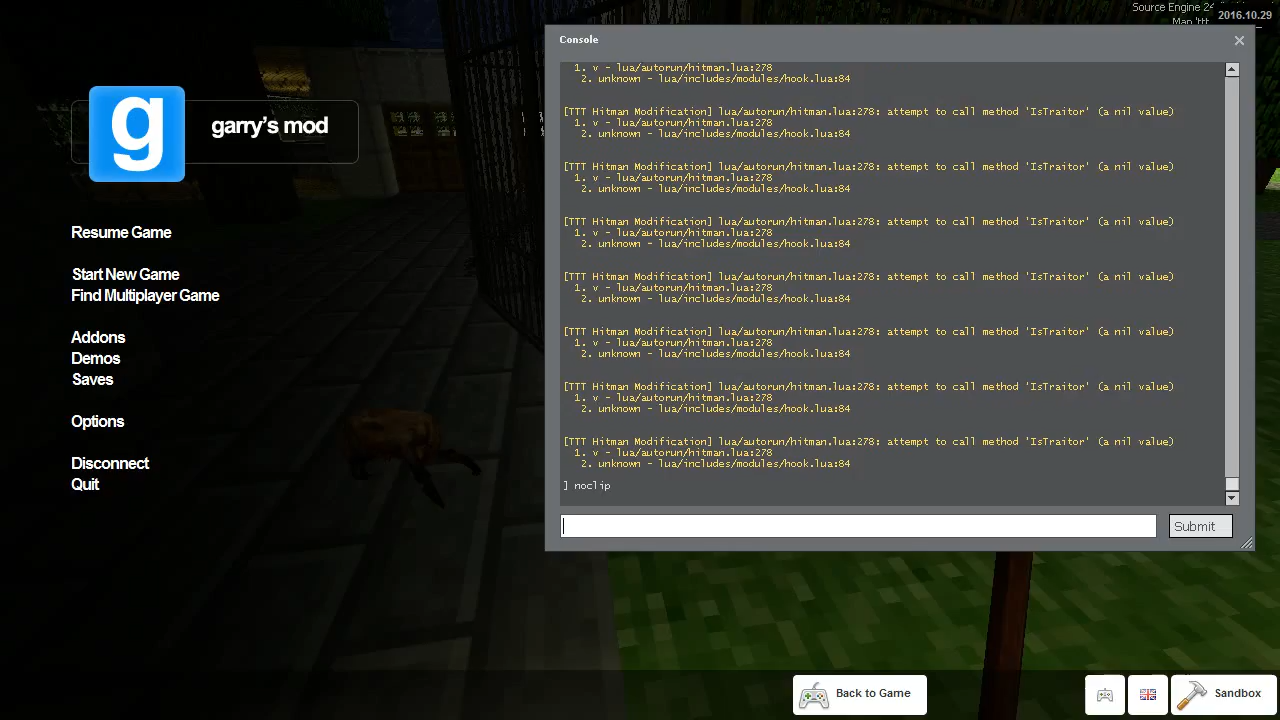 Source Engine 24
Map 'ttt
2016.10.29
g
garry's mod
Resume Game
Start New Game
Find Multiplayer Game
Addons
Demos
Saves
Options
Disconnect
Quit
Console
1. v - lua/autorun/hitman.lua:278
2. unknown - lua/includes/modules/hook.lua:84
[TTT Hitman Modification] lua/autorun/hitman.lua:278: attempt to call method 'IsTraitor' (a nil value)
1. v - lua/autorun/hitman.lua:278
2. unknown - lua/includes/modules/hook.lua:84
[TTT Hitman Modification] lua/autorun/hitman.lua:278: attempt to call method 'IsTraitor' (a nil value)
1. v - lua/autorun/hitman.lua:278
2. unknown - lua/includes/modules/hook.lua:84
[TTT Hitman Modification] lua/autorun/hitman.lua:278: attempt to call method 'IsTraitor' (a nil value)
1. v - lua/autorun/hitman.lua:278
2. unknown - lua/includes/modules/hook.lua:84
[TTT Hitman Modification] lua/autorun/hitman.lua:278: attempt to call method 'IsTraitor' (a nil value)
1. v - lua/autorun/hitman.lua:278
2. unknown - lua/includes/modules/hook.lua:84
[TTT Hitman Modification] lua/autorun/hitman.lua:278: attempt to call method 'IsTraitor' (a nil value)
1. v - lua/autorun/hitman.lua:278
2. unknown - lua/includes/modules/hook.lua:84
[TTT Hitman Modification] lua/autorun/hitman.lua:278: attempt to call method 'IsTraitor' (a nil value)
1. v - lua/autorun/hitman.lua:278
2. unknown - lua/includes/modules/hook.lua:84
[TTT Hitman Modification] lua/autorun/hitman.lua:278: attempt to call method 'IsTraitor' (a nil value)
1. v - lua/autorun/hitman.lua:278
2. unknown - lua/includes/modules/hook.lua:84
] noclip
Submit
Back to Game
Sandbox